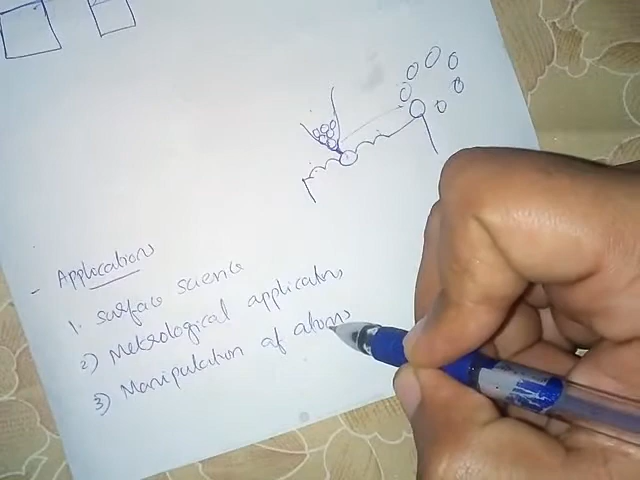 - Applications
1. Surface science
2) Metrological applications
3) Manipulation of atoms